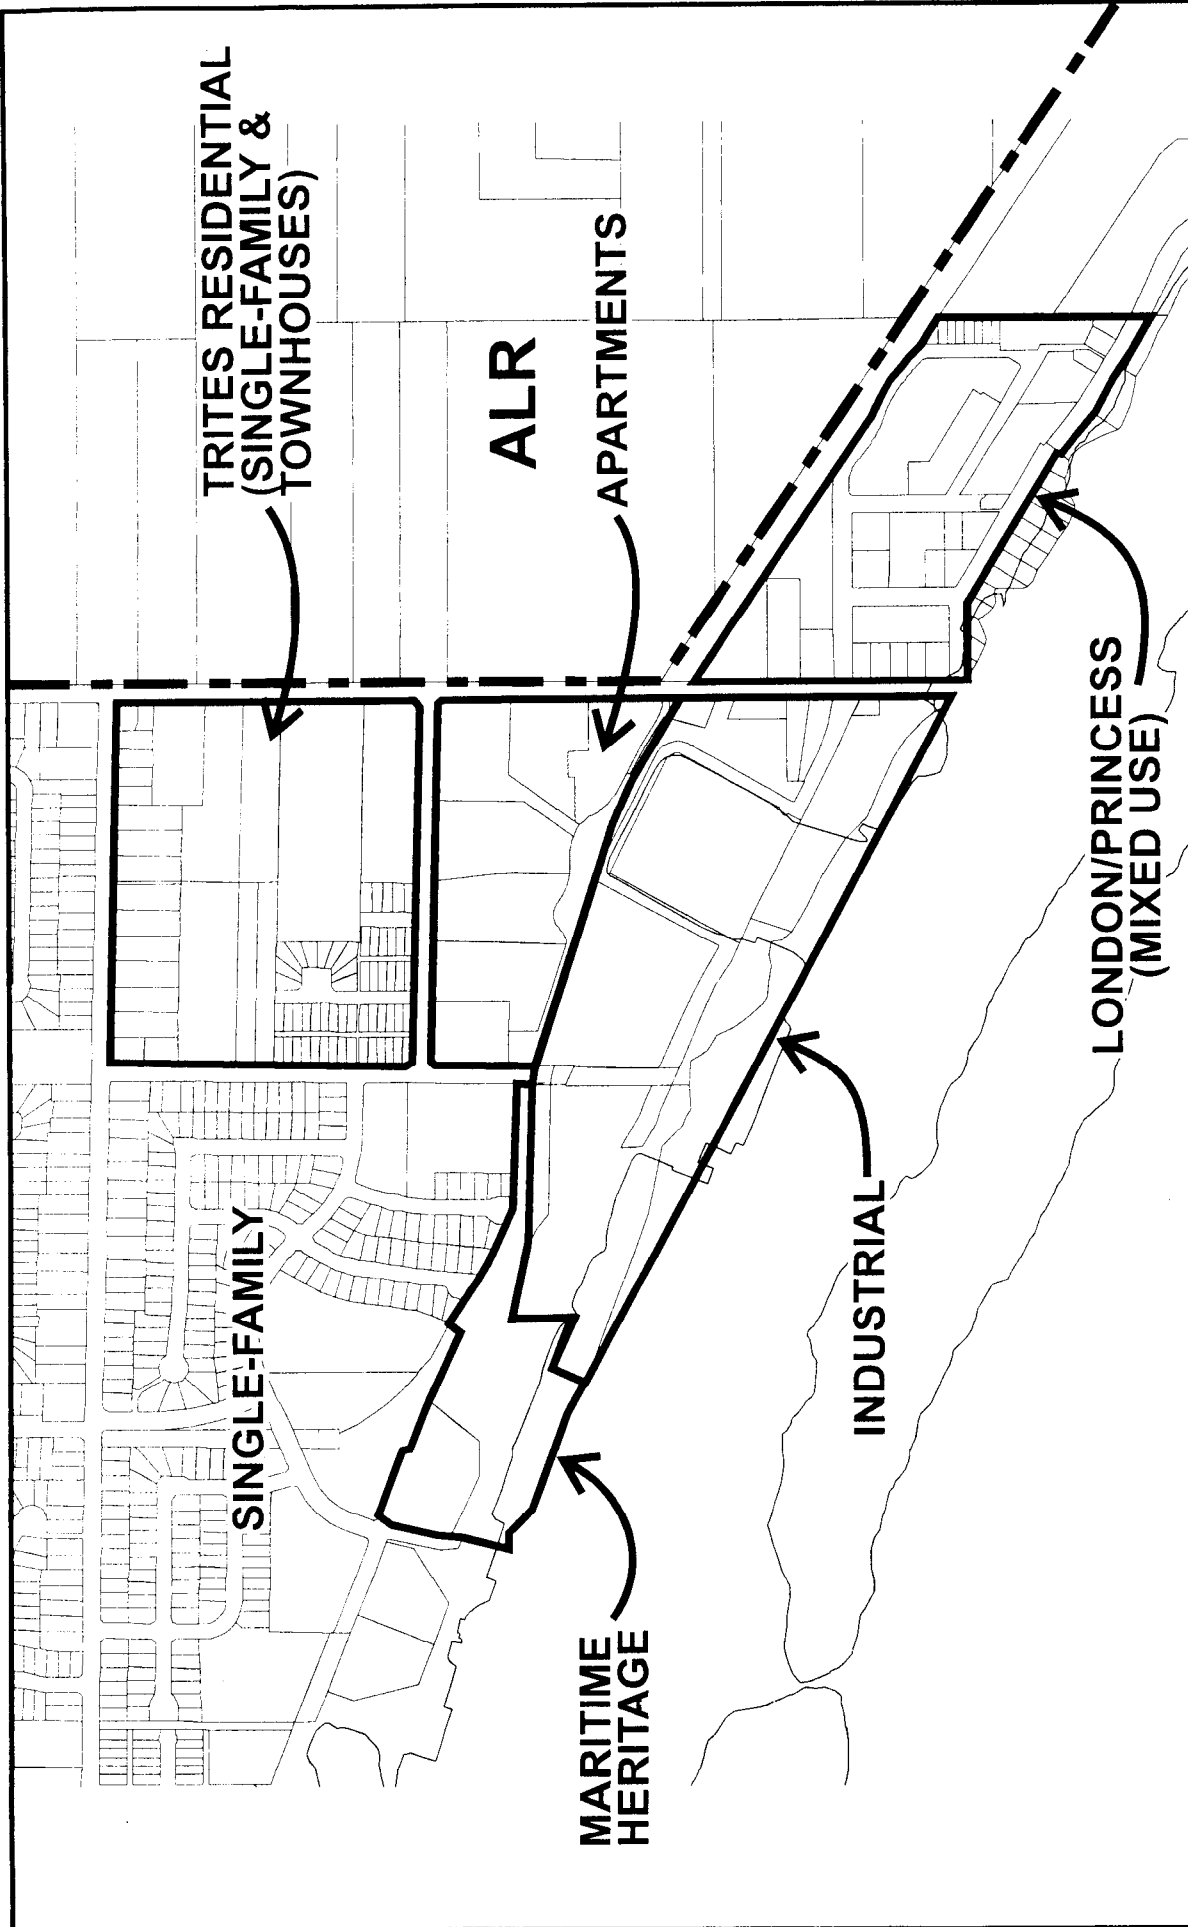 TRITES RESIDENTIAL
(SINGLE-FAMILY &
TOWNHOUSES)
ALR
APARTMENTS
SINGLE-FAMILY
LONDON/PRINCESS
(MIXED USE)
INDUSTRIAL
MARITIME
HERITAGE